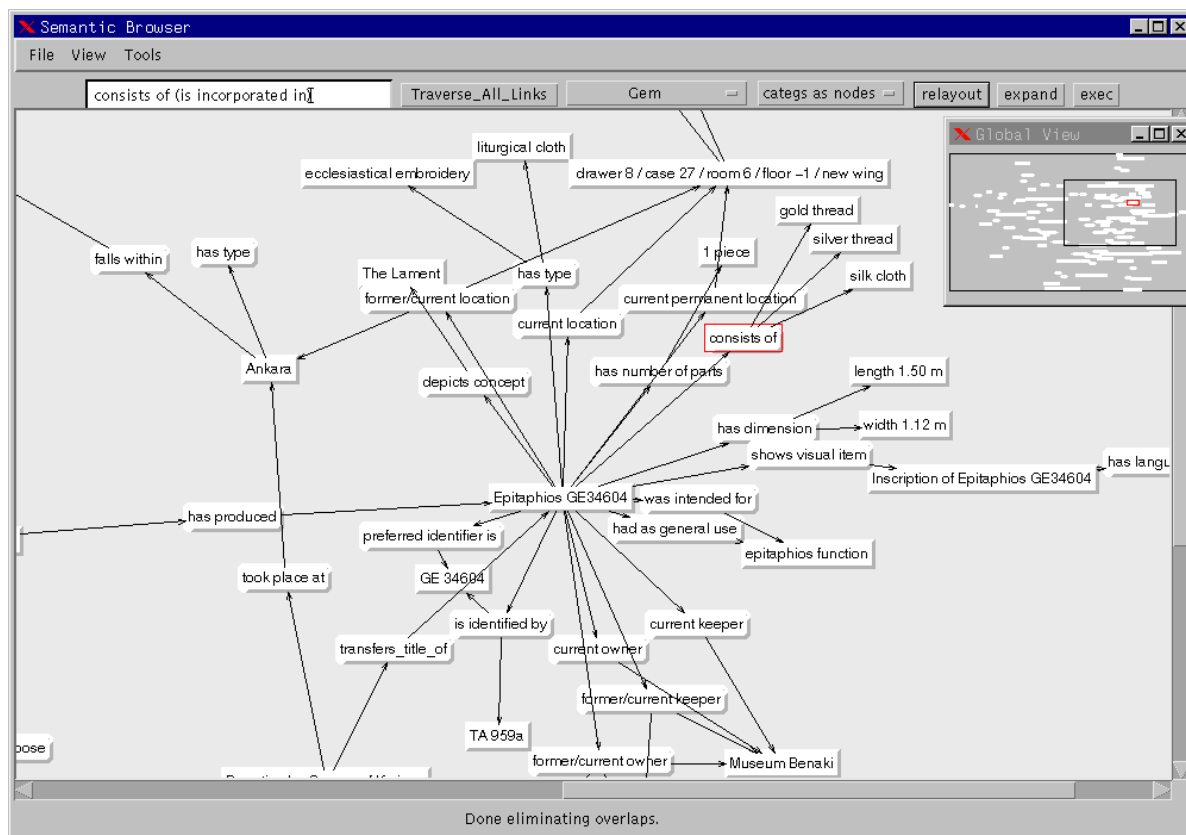 Semantic Browser
File View Tools
consists of (is incorporated in)
Traverse_All_Links
Gem
categs as nodes
relayout
expand
exec
Global View
liturgical cloth
ecclesiastical embroidery
drawer 8 / case 27 / room 6 / floor -1 / new wing
gold thread
silver thread
silk cloth
falls within
has type
1 piece
The Lament
has type
former/current location
current permanent location
current location
consists of
Ankara
depicts concept
has number of parts
length 1.50 m
has dimension
width 1.12 m
shows visual item
has langu
Inscription of Epitaphios GE34604
Epitaphios GE34604
was intended for
has produced
preferred identifier is
had as general use
epitaphios function
took place at
GE 34604
is identified by
current keeper
transfers_title_of
current owner
former/current keeper
TA 959a
pose
former/current owner
Museum Benaki
Done eliminating overlaps.